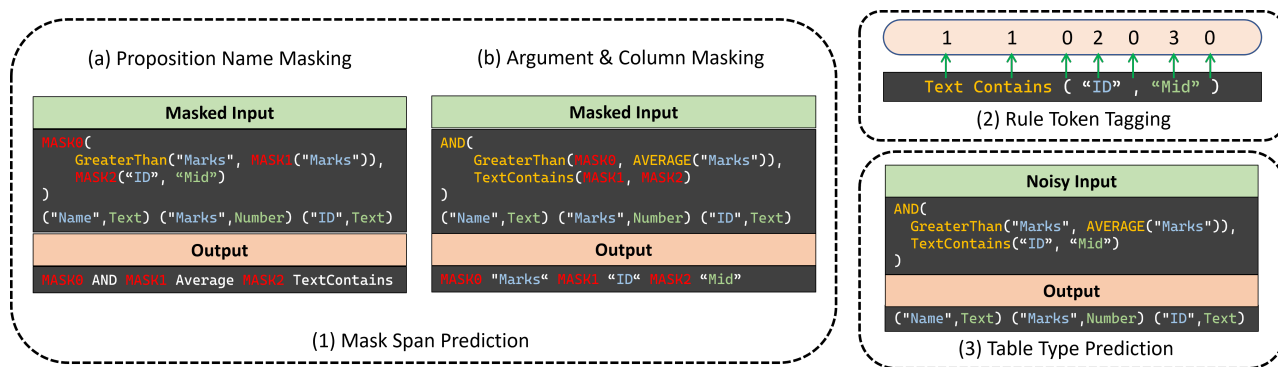 (a) Proposition Name Masking
Masked Input
MASK0(
GreaterThan("Marks", MASK1("Marks")),
MASK2(“ID”, “Mid”)
)
("Name",Text) ("Marks",Number) ("ID",Text)
Output
MASK0 AND MASK1 Average MASK2 TextContains
(b) Argument & Column Masking
Masked Input
AND(
GreaterThan(MASK0, AVERAGE("Marks")),
TextContains(MASK1, MASK2)
)
("Name",Text) ("Marks",Number) ("ID",Text)
Output
MASK0 "Marks“ MASK1 “ID“ MASK2 “Mid”
(1) Mask Span Prediction
1 1 0 2 0 3 0
Text Contains ( “ID” , “Mid” )
(2) Rule Token Tagging
Noisy Input
AND(
GreaterThan("Marks", AVERAGE("Marks")),
TextContains(“ID”, “Mid”)
)
Output
("Name",Text) ("Marks",Number) ("ID",Text)
(3) Table Type Prediction